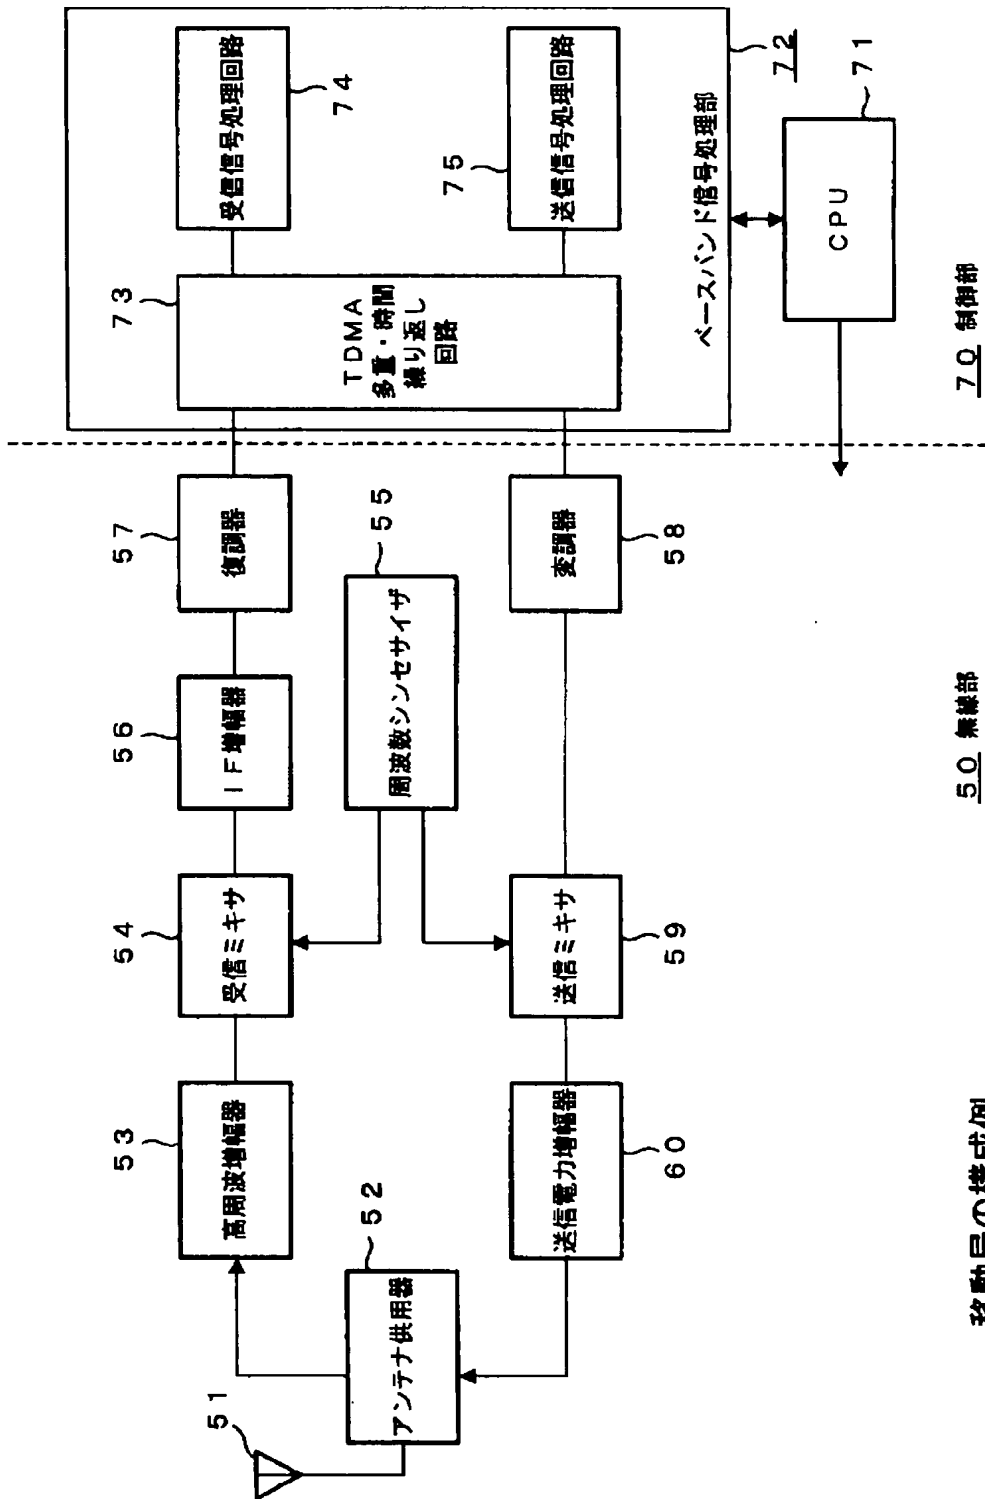 51
アンテナ供用器
52
高周波増幅器
53
受信ミキサ
54
周波数シンセサイザ
55
IF増幅器
56
復調器
57
変調器
58
送信ミキサ
59
送信電力増幅器
60
TDMA
多重・時間
繰り返し
回路
73
受信信号処理回路
74
送信信号処理回路
75
ベースバンド信号処理部
72
CPU
71
50 無線部
70 制御部
移動局の構成例